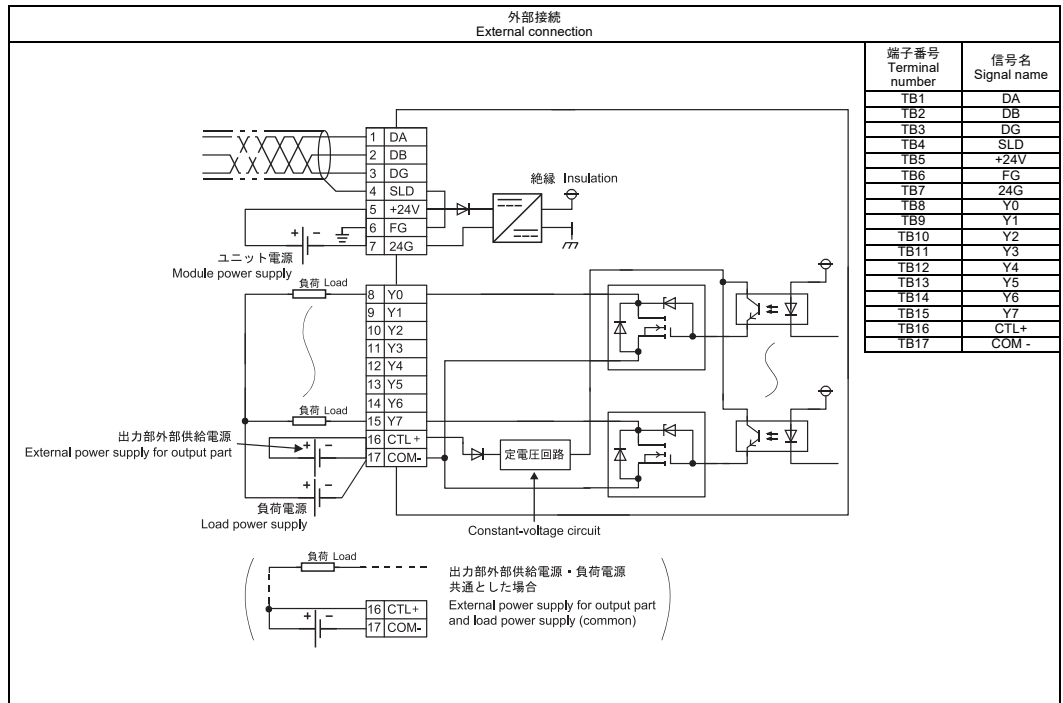 外部接続
External connection
端子番号
Terminal
number
信号名
Signal name
TB1 DA
TB2 DB
TB3 DG
TB4 SLD
TB5 +24V
TB6 FG
TB7 24G
TB8 Y0
TB9 Y1
TB10 Y2
TB11 Y3
TB12 Y4
TB13 Y5
TB14 Y6
TB15 Y7
TB16 CTL+
TB17 COM -
1 DA
2 DB
3 DG
4 SLD
5 +24V
6 FG
7 24G
絶縁 Insulation
+ −
ユニット電源
Module power supply
負荷 Load
8 Y0
9 Y1
10 Y2
11 Y3
12 Y4
13 Y5
14 Y6
15 Y7
16 CTL+
17 COM-
負荷 Load
出力部外部供給電源
External power supply for output part
+ −
+ −
負荷電源
Load power supply
定電圧回路
Constant-voltage circuit
負荷 Load
+ −
16 CTL+
17 COM-
出力部外部供給電源・負荷電源
共通とした場合
External power supply for output part
and load power supply (common)